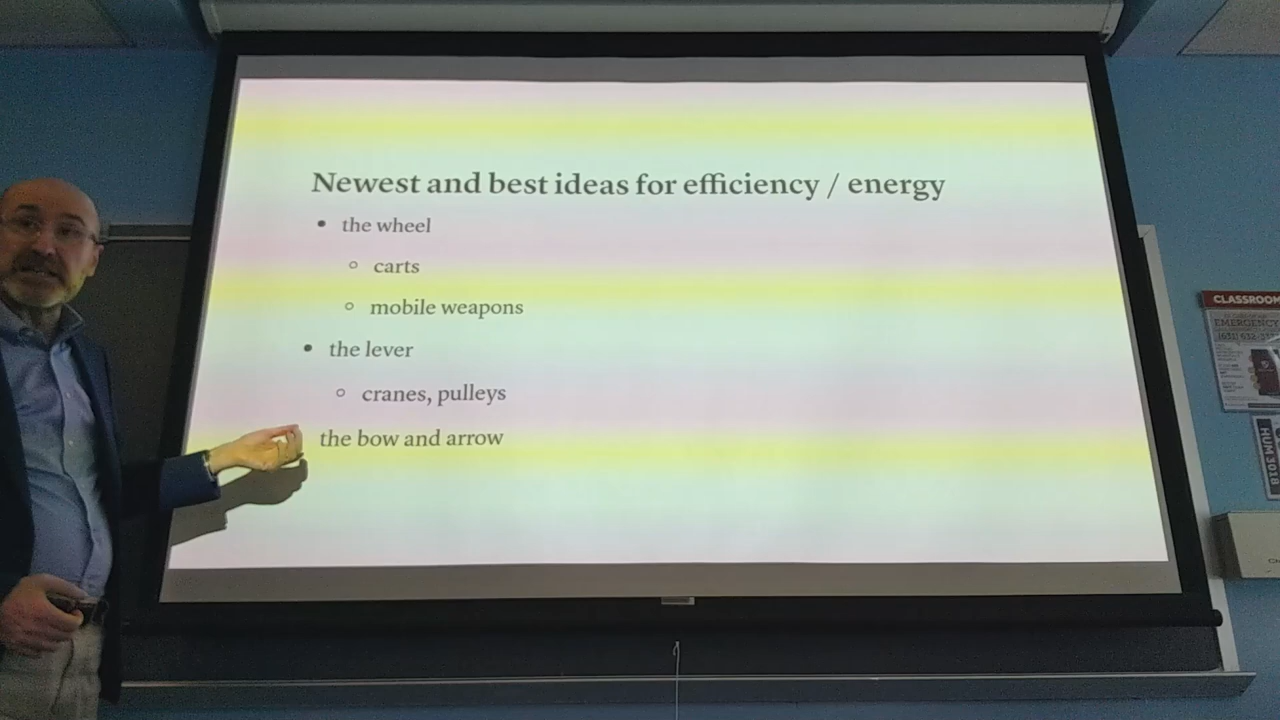 Newest and best ideas for efficiency / energy
• the wheel
○ carts
○ mobile weapons
• the lever
○ cranes, pulleys
the bow and arrow
CLASSROOM
EMERGENCY
HUM 3018